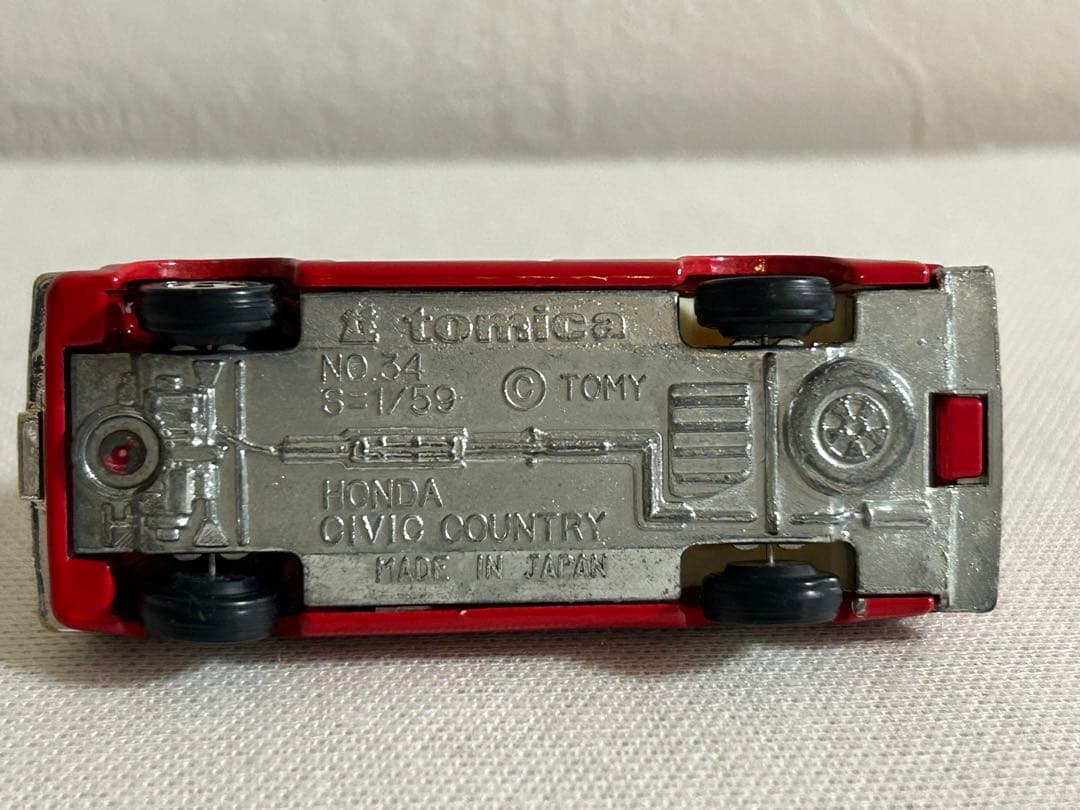 tomica
NO.34
S=1/59
© TOMY
HONDA
CIVIC COUNTRY
MADE IN JAPAN